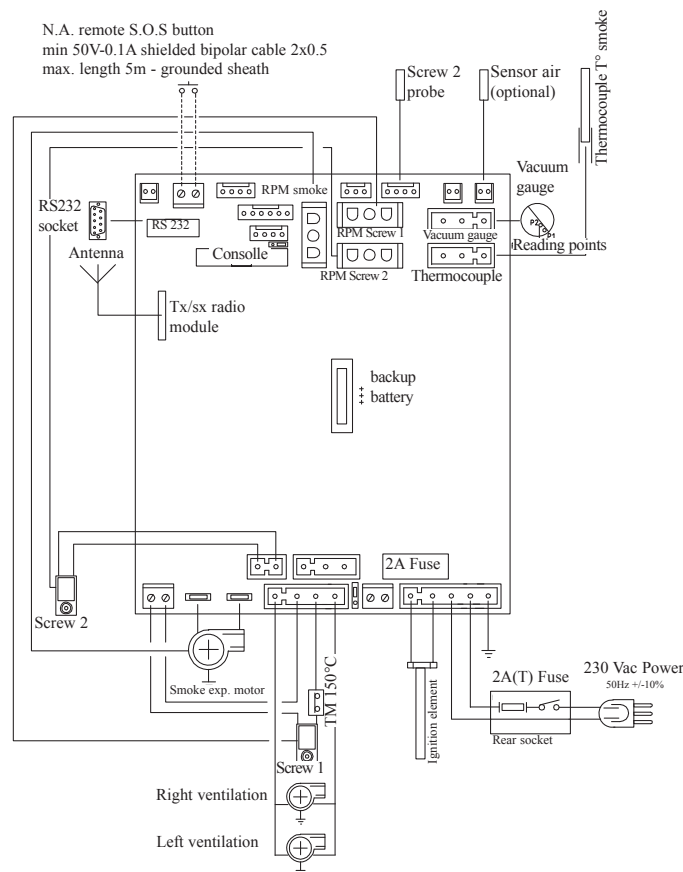 N.A. remote S.O.S button
min 50V-0.1A shielded bipolar cable 2x0.5
max. length 5m - grounded sheath
Screw 2
probe
Sensor air
(optional)
Thermocouple T° smoke
Vacuum
gauge
P2
P1
Reading points
RPM smoke
RS232
socket
RS 232
Antenna
Consolle
RPM Screw 1
RPM Screw 2
Vacuum gauge
Thermocouple
Tx/sx radio
module
backup
battery
2A Fuse
Screw 2
Smoke exp. motor
TM 150°C
Screw 1
Ignition element
2A(T) Fuse
Rear socket
230 Vac Power
50Hz +/-10%
Right ventilation
Left ventilation